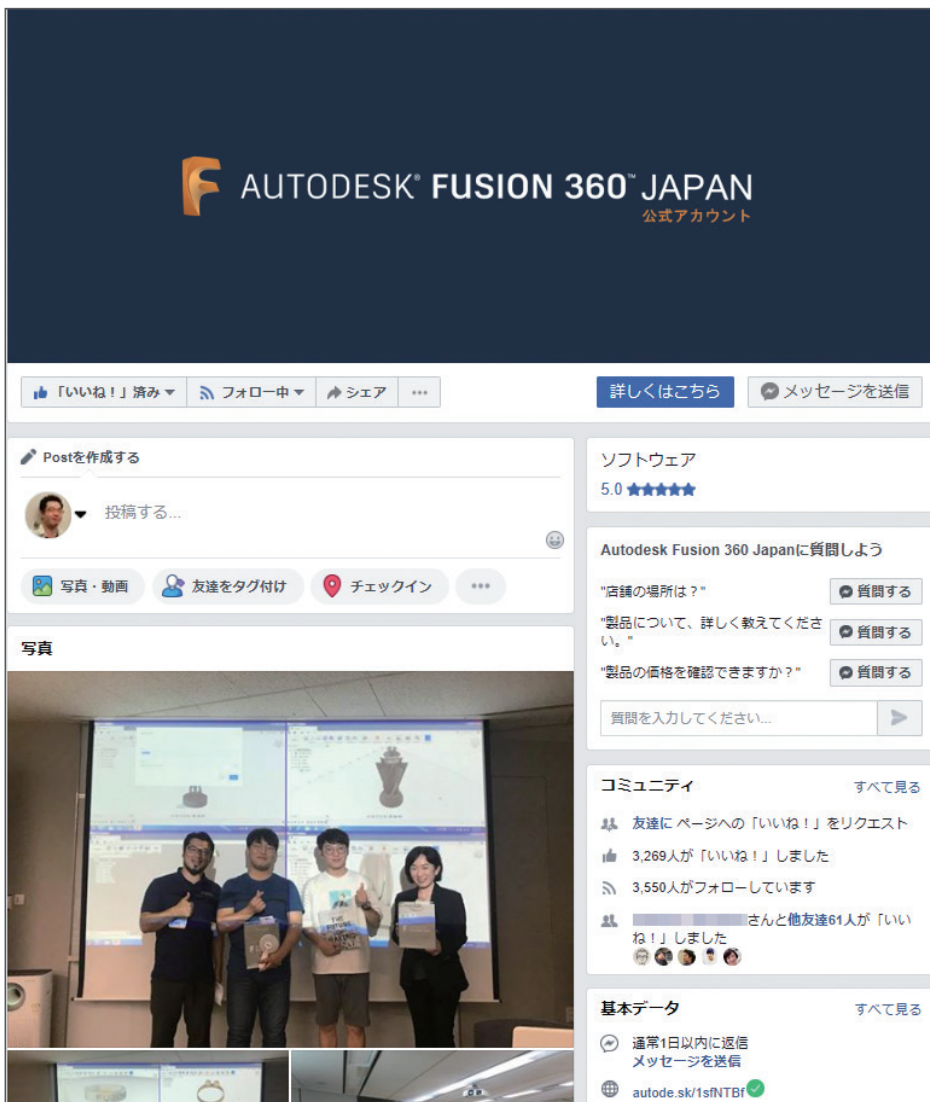 AUTODESK® FUSION 360™ JAPAN
公式アカウント
「いいね！」済み
フォロー中
シェア
詳しくはこちら
メッセージを送信
Postを作成する
投稿する...
写真・動画
友達をタグ付け
チェックイン
写真
ソフトウェア
5.0
Autodesk Fusion 360 Japanに質問しよう
"店舗の場所は？"
質問する
"製品について、詳しく教えてくださ
い。"
質問する
"製品の価格を確認できますか？"
質問する
質問を入力してください...
コミュニティ
すべて見る
友達に ページへの「いいね！」をリクエスト
3,269人が「いいね！」しました
3,550人がフォローしています
さんと他友達61人が「いい
ね！」しました
基本データ
すべて見る
通常1日以内に返信
メッセージを送信
autode.sk/1sfNTBf